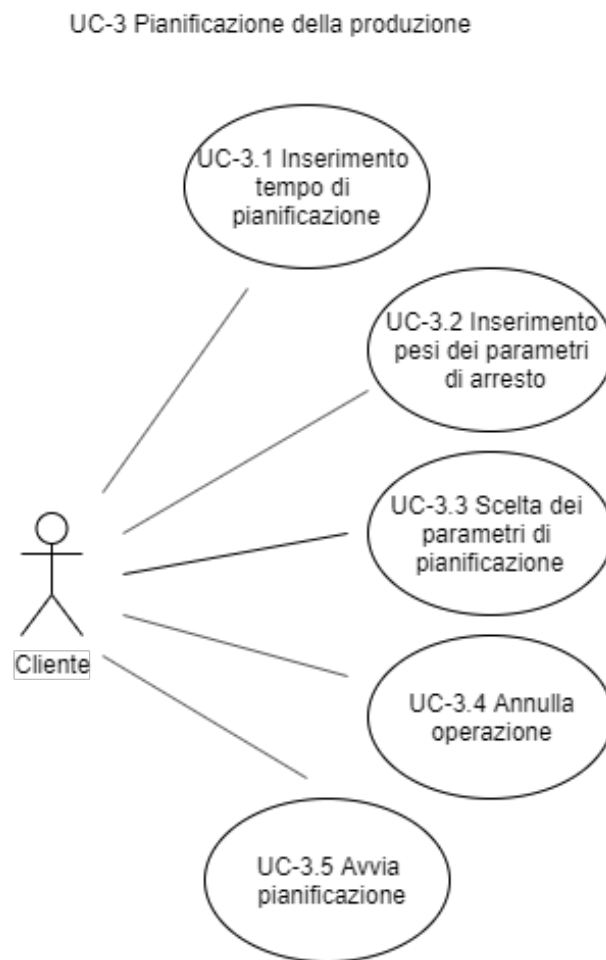 UC-3 Pianificazione della produzione
UC-3.1 Inserimento
tempo di
pianificazione
UC-3.2 Inserimento
pesi dei parametri
di arresto
UC-3.3 Scelta dei
parametri di
pianificazione
Cliente
UC-3.4 Annulla
operazione
UC-3.5 Avvia
pianificazione